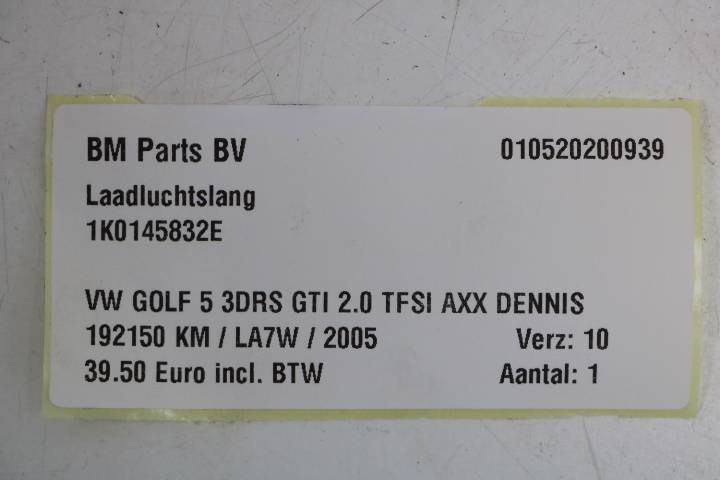 BM Parts BV 010520200939
Laadluchtslang
1K0145832E
VW GOLF 5 3DRS GTI 2.0 TFSI AXX DENNIS
192150 KM / LA7W / 2005 Verz: 10
39.50 Euro incl. BTW Aantal: 1